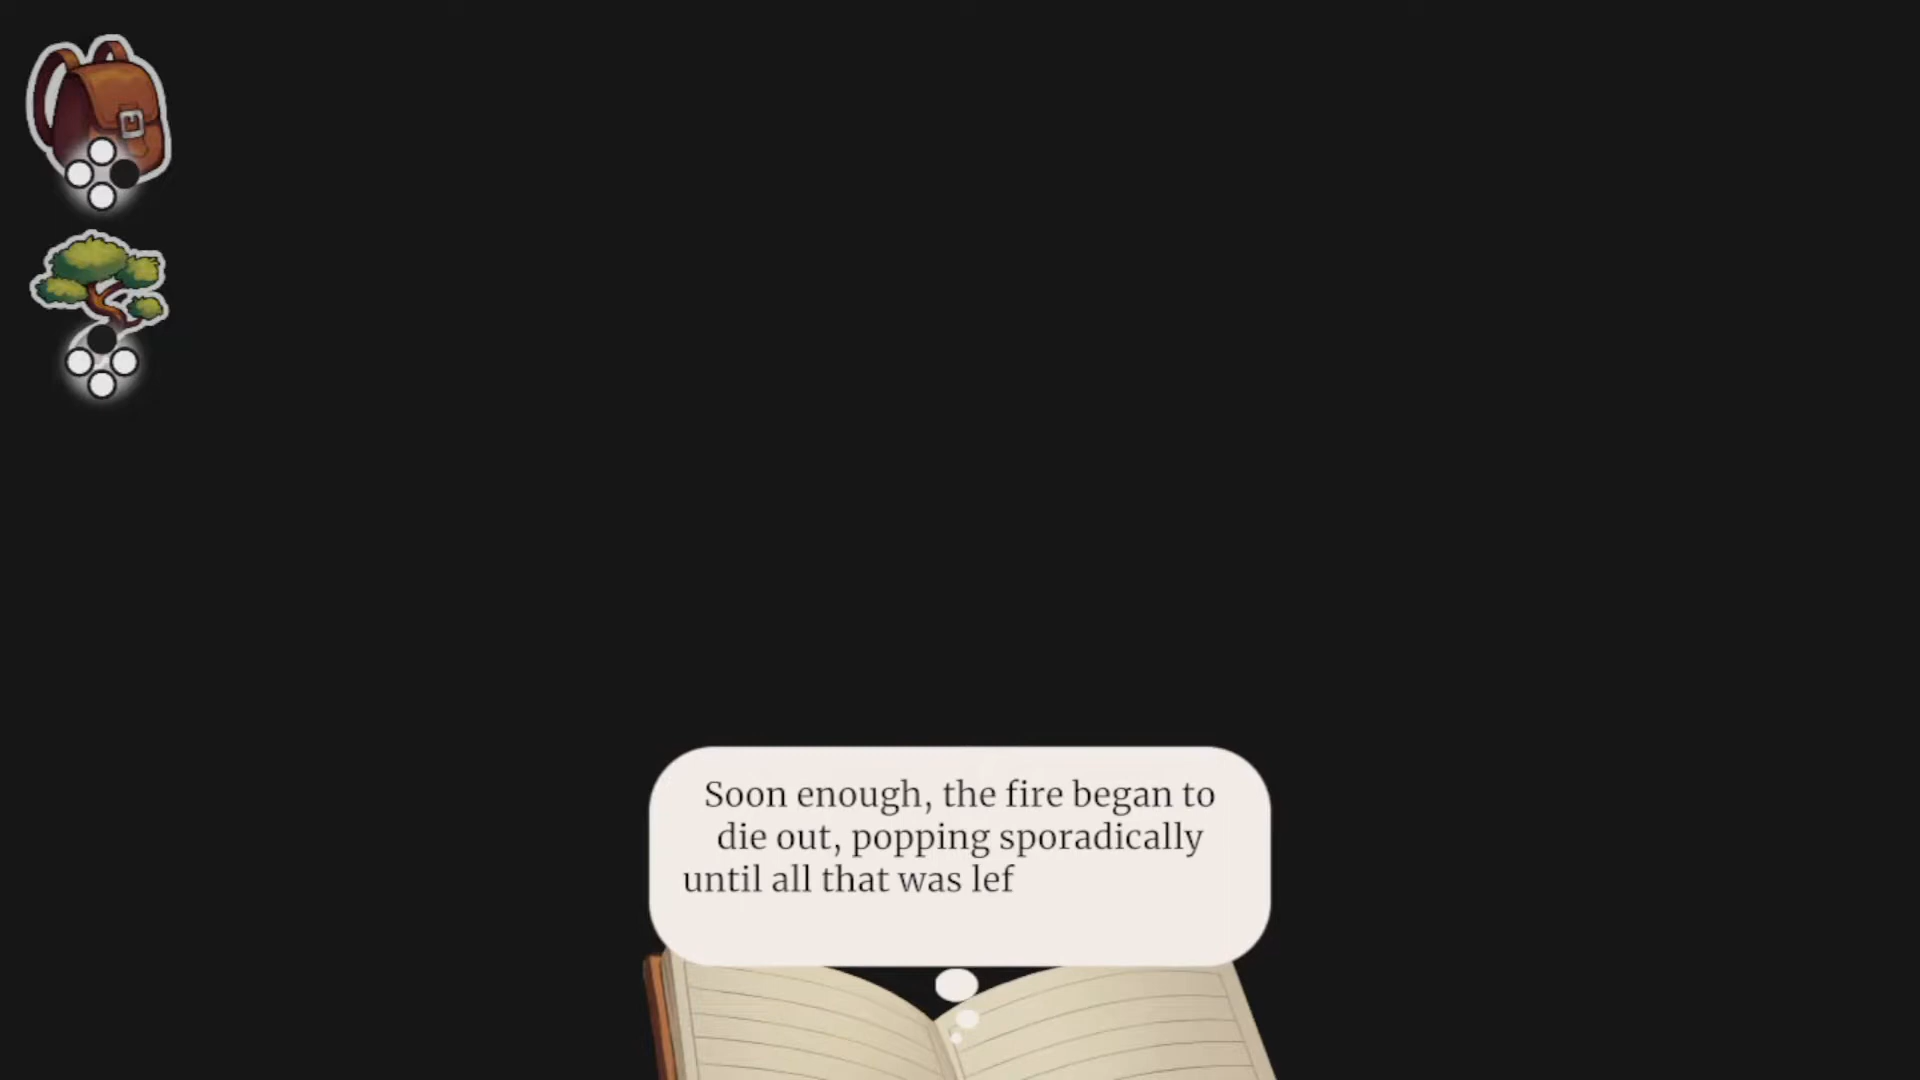 Soon enough, the fire began to
die out, popping sporadically
until all that was lef